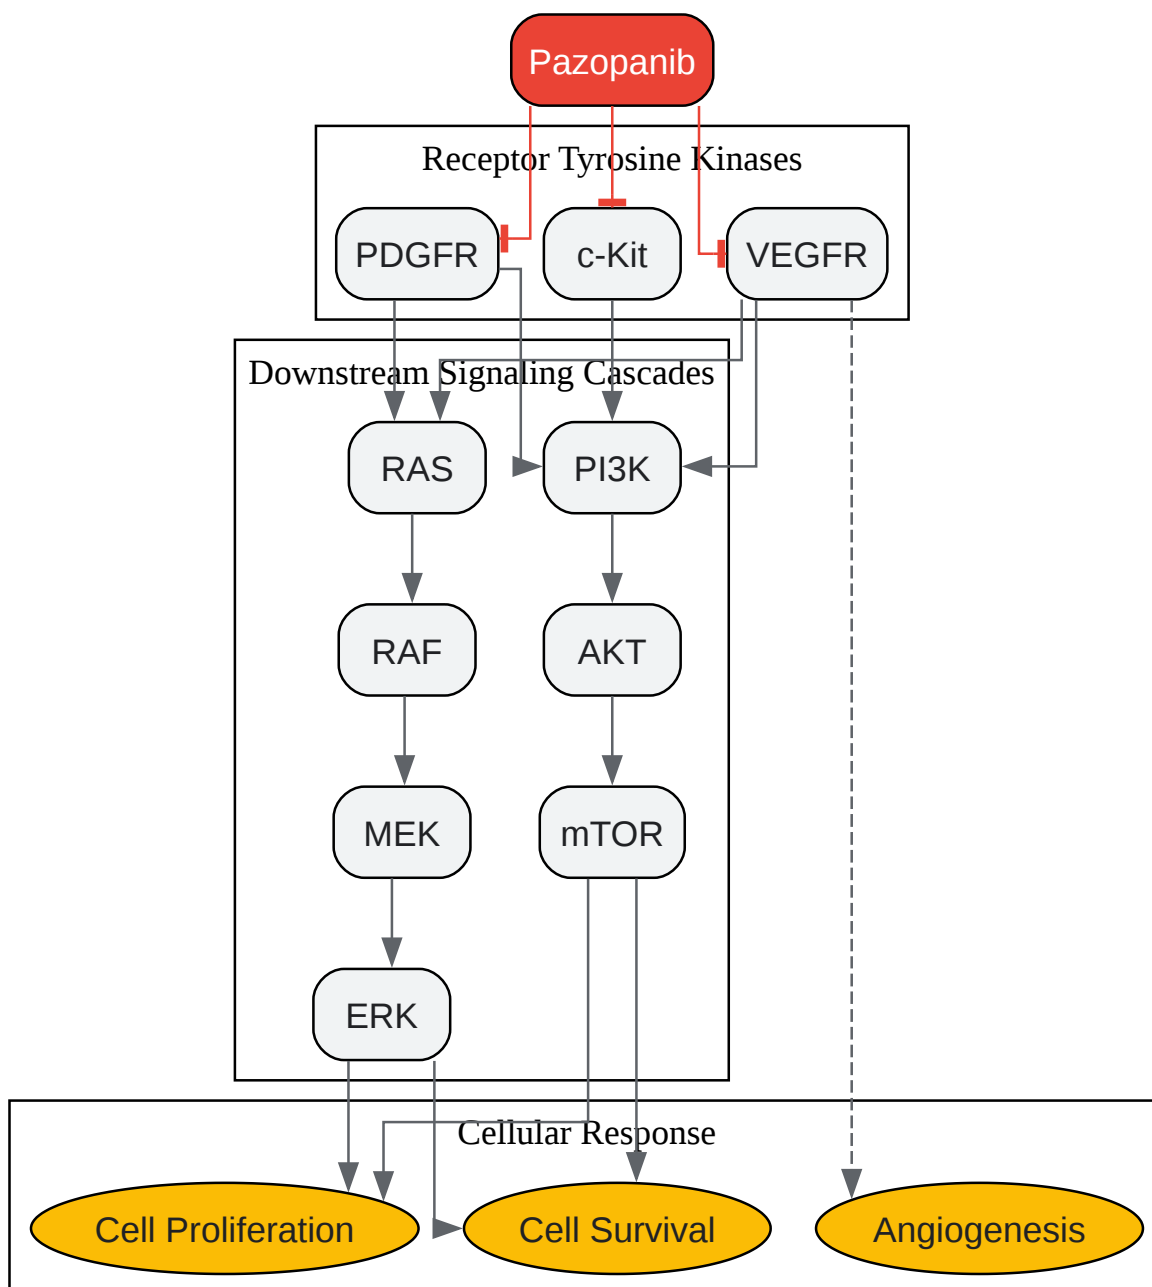 Pazopanib
Receptor Tyrosine Kinases
PDGFR
c-Kit
VEGFR
Downstream Signaling Cascades
RAS
PI3K
RAF
AKT
MEK
mTOR
ERK
Cellular Response
Cell Proliferation
Cell Survival
Angiogenesis